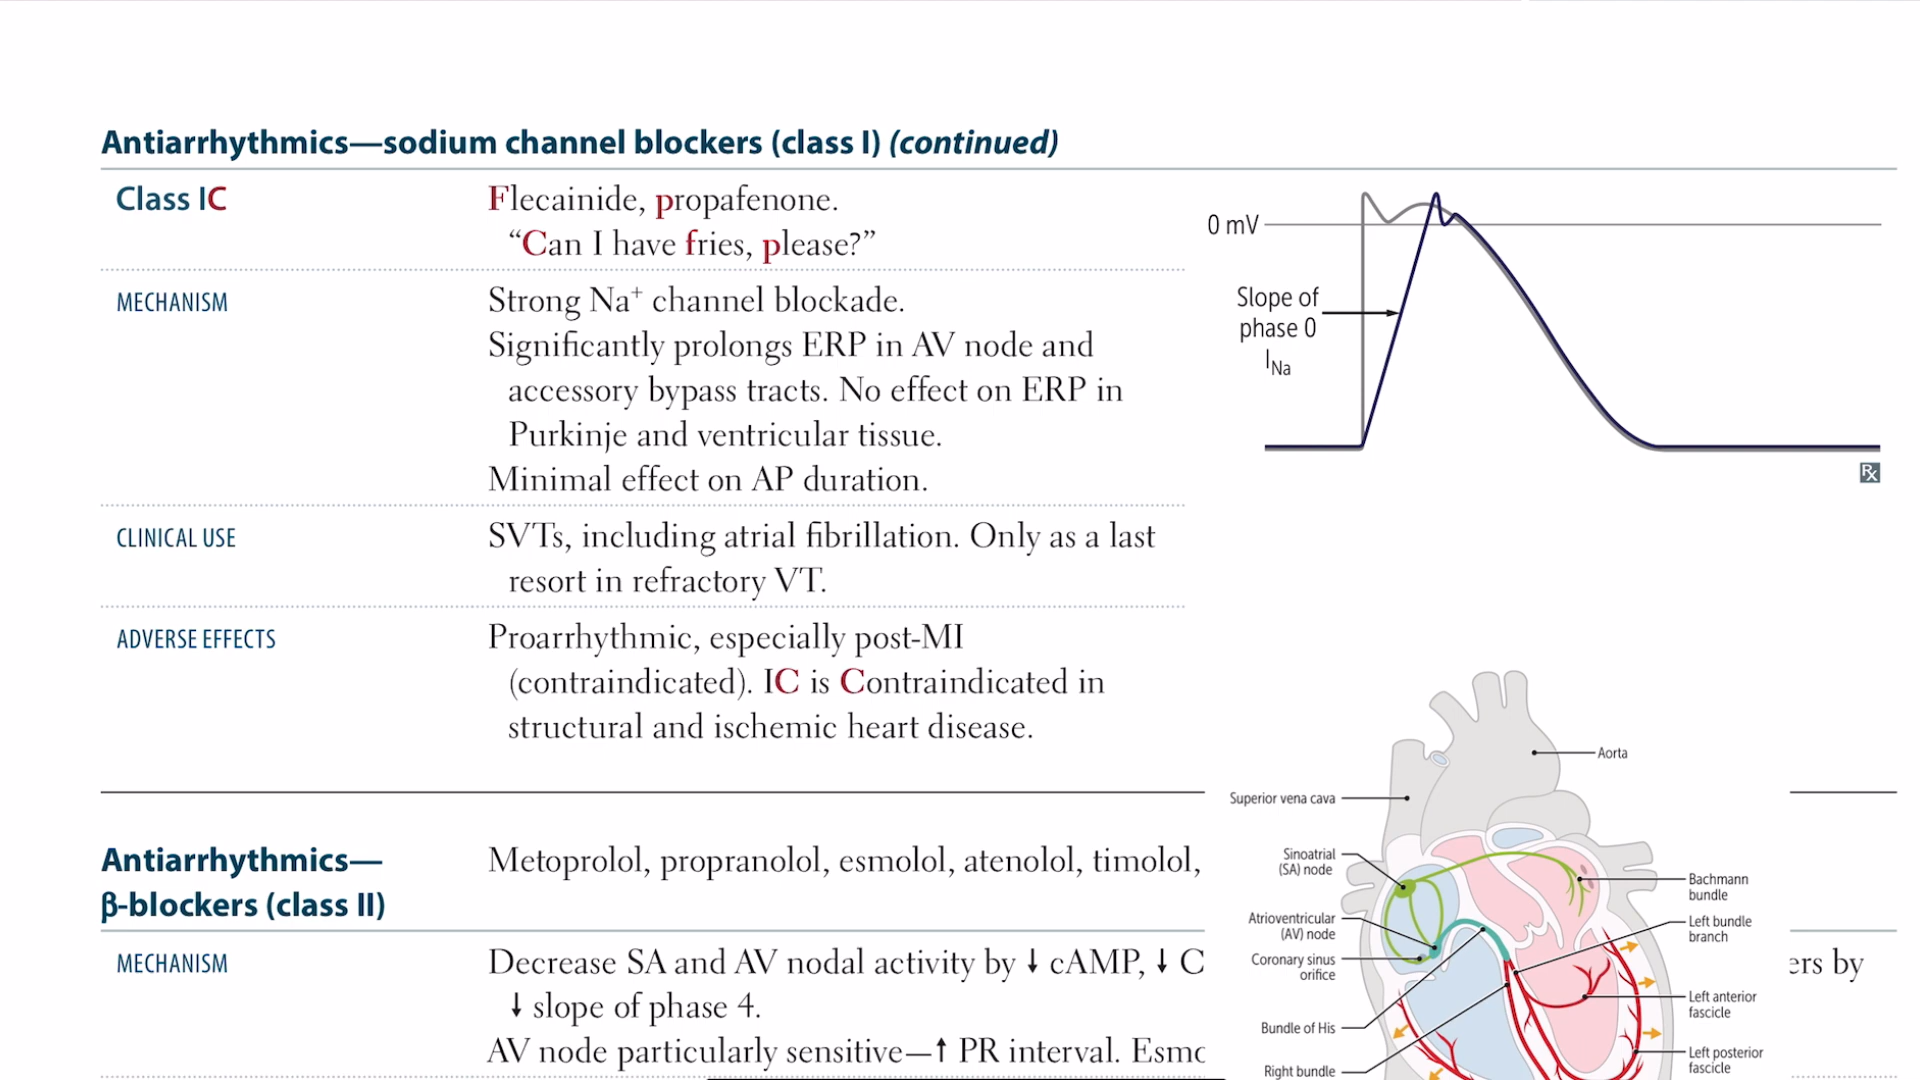 Antiarrhythmics—sodium channel blockers (class I) (continued)
Class IC
Flecainide, propafenone.
“Can I have fries, please?”
MECHANISM
Strong Na⁺ channel blockade.
Significantly prolongs ERP in AV node and
accessory bypass tracts. No effect on ERP in
Purkinje and ventricular tissue.
Minimal effect on AP duration.
CLINICAL USE
SVTs, including atrial fibrillation. Only as a last
resort in refractory VT.
ADVERSE EFFECTS
Proarrhythmic, especially post-MI
(contraindicated). IC is Contraindicated in
structural and ischemic heart disease.
0 mV
Slope of
phase 0
I Na
Rx
Antiarrhythmics—
β-blockers (class II)
Metoprolol, propranolol, esmolol, atenolol, timolol,
MECHANISM
Decrease SA and AV nodal activity by ↓ cAMP, ↓ C
ers by
↓ slope of phase 4.
AV node particularly sensitive—↑ PR interval. Esmo
Aorta
Superior vena cava
Sinoatrial
(SA) node
Atrioventricular
(AV) node
Coronary sinus
orifice
Bundle of His
Right bundle
Bachmann
bundle
Left bundle
branch
Left anterior
fascicle
Left posterior
fascicle